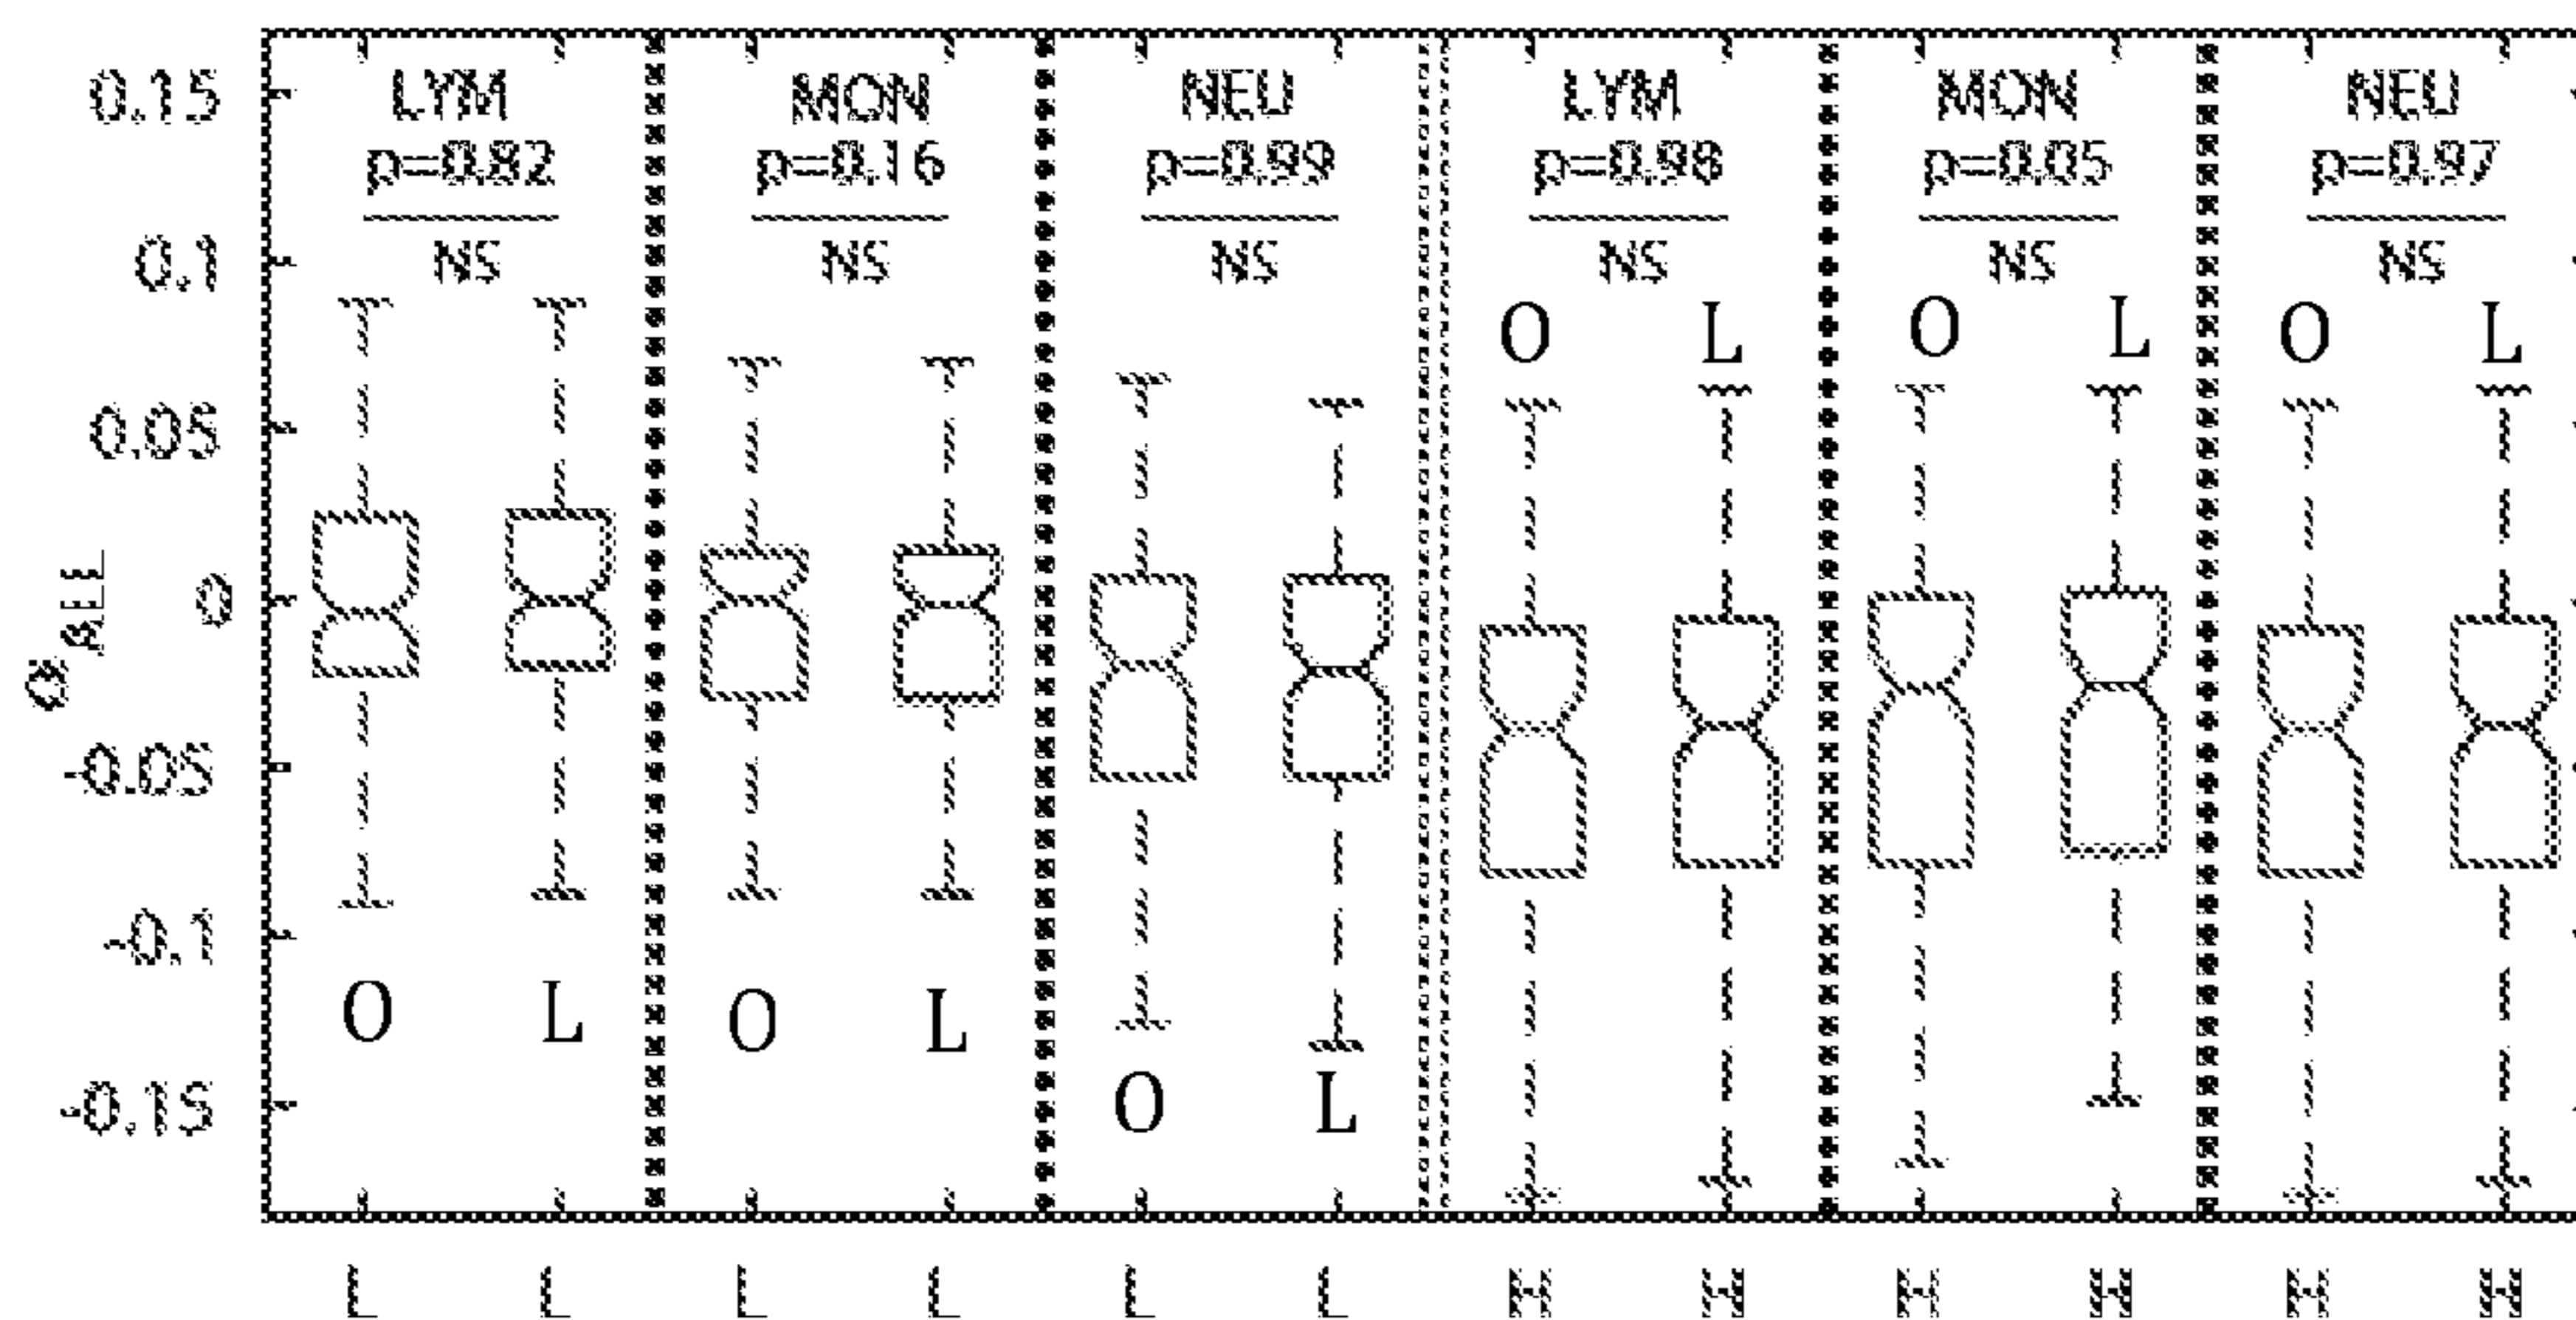 LYM MON NEU LYM MON NEU
p=0.82 p=0.16 p=0.99 p=0.98 p=0.05 p=0.97
NS NS NS NS NS NS
O L O L O L
O L O L O L
0.15
0.1
0.05
0
-0.05
-0.1
-0.15
ALL
L L L L L L H H H H H H